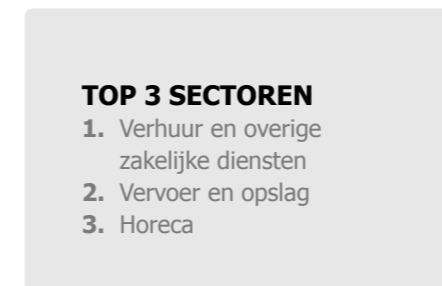 TOP 3 SECTOREN
1. Verhuur en overige
zakelijke diensten
2. Vervoer en opslag
3. Horeca